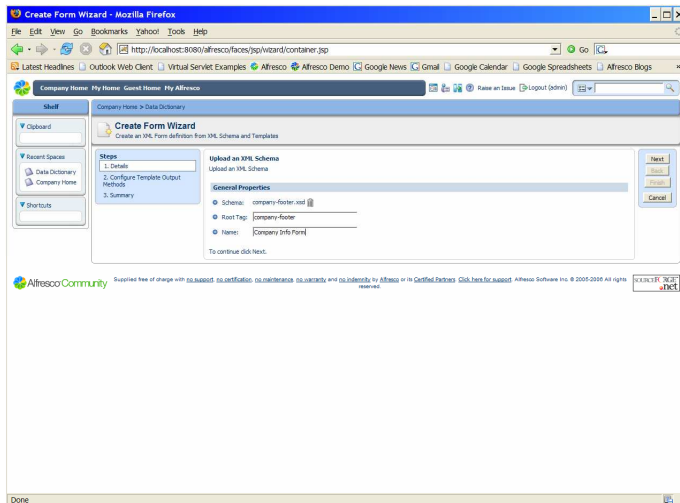 Create Form Wizard - Mozilla Firefox
File Edit View Go Bookmarks Yahoo! Tools Help
http://localhost:8080/alfresco/faces/jsp/wizard/container.jsp Go
Latest Headlines Outlook Web Client Virtual Servlet Examples Alfresco Alfresco Demo Google News Gmail Google Calendar Google Spreadsheets Alfresco Blogs
Company Home My Home Guest Home My Alfresco Raise an Issue Logout (admin)
Shelf
Company Home > Data Dictionary
Clipboard
Create Form Wizard
Create an XML Form definition from XML Schema and Templates
Recent Spaces
Data Dictionary
Company Home
Shortcuts
Steps
1. Details
2. Configure Template Output Methods
3. Summary
Upload an XML Schema
Upload an XML Schema
General Properties
Schema: company-footer.xsd
Root Tag: company-footer
Name: Company Info Form
To continue click Next.
Next
Back
Finish
Cancel
Alfresco Community
Supplied free of charge with no support, no certification, no maintenance, no warranty and no indemnity by Alfresco or its Certified Partners. Click here for support. Alfresco Software Inc. © 2005-2006 All rights
reserved.
SOURCEFORGE
.net
Done